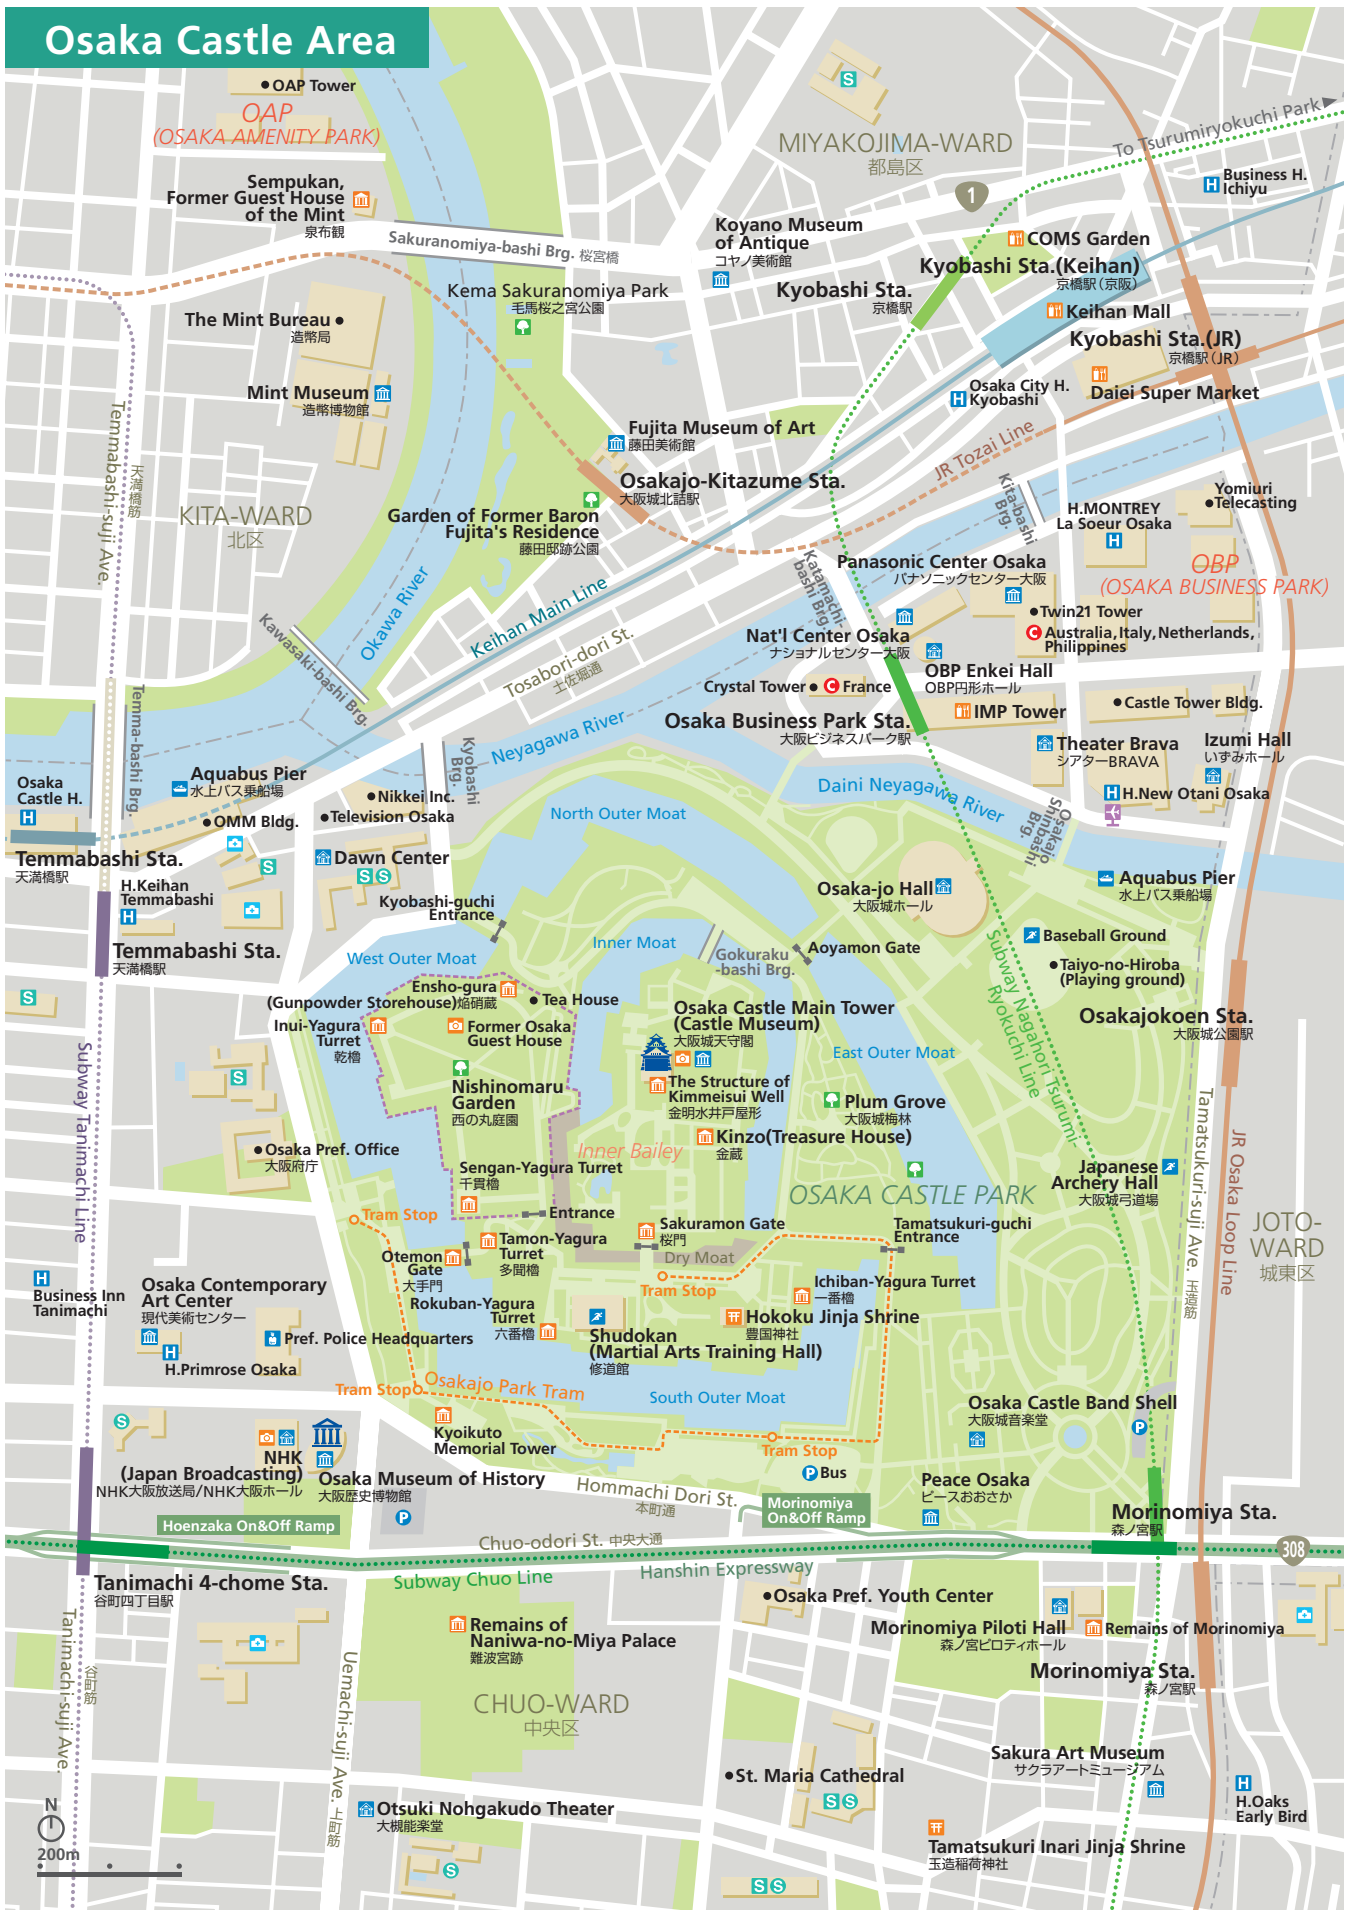 Osaka Castle Area
OAP Tower
OAP
(OSAKA AMENITY PARK)
MIYAKOJIMA-WARD
都島区
To Tsurumiryokuchi Park
Business H.
Ichiyu
S
1
Sempukan,
Former Guest House
of the Mint
泉布観
Sakuranomiya-bashi Brg. 桜宮橋
Koyano Museum
of Antique
コヤノ美術館
COMS Garden
Kyobashi Sta.(Keihan)
京橋駅(京阪)
Kyobashi Sta.
京橋駅
Keihan Mall
Kyobashi Sta.(JR)
京橋駅(JR)
Daiei Super Market
Kema Sakuranomiya Park
毛馬桜之宮公園
The Mint Bureau
造幣局
Mint Museum
造幣博物館
H
Osaka City H.
Kyobashi
Temmabashi-suji Ave.
天満橋筋
Fujita Museum of Art
藤田美術館
JR Tozai Line
Osakajo-Kitazume Sta.
大阪城北詰駅
KITA-WARD
北区
Garden of Former Baron
Fujita's Residence
藤田邸跡公園
Kita-bashi
Brg.
H.MONTREY
La Soeur Osaka
H
Yomiuri
Telecasting
OBP
(OSAKA BUSINESS PARK)
Katamachi-
bashi Brg.
Panasonic Center Osaka
パナソニックセンター大阪
Twin21 Tower
C
Australia,Italy,Netherlands,
Philippines
Okawa River
Keihan Main Line
Kawasaki-bashi Brg.
Tosabori-dori St.
土佐堀通
Nat'l Center Osaka
ナショナルセンター大阪
OBP Enkei Hall
OBP円形ホール
Crystal Tower
C
France
IMP Tower
Castle Tower Bldg.
Osaka Business Park Sta.
大阪ビジネスパーク駅
Theater Brava
シアターBRAVA
Izumi Hall
いずみホール
Temma-bashi Brg.
Kyobashi
Brg.
Neyagawa River
Daini Neyagawa River
H
H.New Otani Osaka
Osakajo
Shinbashi
Brg.
Osaka
Castle H.
H
Aquabus Pier
水上バス乗船場
Nikkei Inc.
Television Osaka
OMM Bldg.
North Outer Moat
Temmabashi Sta.
天満橋駅
H.Keihan
Temmabashi
H
S
Dawn Center
S S
Kyobashi-guchi
Entrance
Osaka-jo Hall
大阪城ホール
Aquabus Pier
水上バス乗船場
Temmabashi Sta.
天満橋駅
West Outer Moat
Inner Moat
Gokuraku
-bashi Brg.
Aoyamon Gate
Baseball Ground
Taiyo-no-Hiroba
(Playing ground)
S
Ensho-gura
(Gunpowder Storehouse)焔硝蔵
Tea House
Inui-Yagura
Turret
乾櫓
Former Osaka
Guest House
Osaka Castle Main Tower
(Castle Museum)
大阪城天守閣
Osakajokoen Sta.
大阪城公園駅
Subway Nagahori Tsurumi-
Ryokuchi Line
East Outer Moat
S
Nishinomaru
Garden
西の丸庭園
The Structure of
Kimmeisui Well
金明水井戸屋形
Plum Grove
大阪城梅林
Kinzo(Treasure House)
金蔵
Subway Tanimachi Line
Osaka Pref. Office
大阪府庁
Inner Bailey
Sengan-Yagura Turret
千貫櫓
OSAKA CASTLE PARK
Japanese
Archery Hall
大阪城弓道場
Tamatsukuri-suji Ave. 玉造筋
JR Osaka Loop Line
JOTO-
WARD
城東区
Tram Stop
Entrance
Sakuramon Gate
桜門
Dry Moat
Tamatsukuri-guchi
Entrance
Otemon
Gate
大手門
Tamon-Yagura
Turret
多聞櫓
Tram Stop
Ichiban-Yagura Turret
一番櫓
H
Business Inn
Tanimachi
Osaka Contemporary
Art Center
現代美術センター
H
H.Primrose Osaka
Pref. Police Headquarters
Rokuban-Yagura
Turret
六番櫓
Shudokan
(Martial Arts Training Hall)
修道館
Hokoku Jinja Shrine
豊国神社
Tram Stop
Osakajo Park Tram
South Outer Moat
Osaka Castle Band Shell
大阪城音楽堂
P
S
Kyoikuto
Memorial Tower
Tram Stop
P Bus
NHK
(Japan Broadcasting)
NHK大阪放送局/NHK大阪ホール
Osaka Museum of History
大阪歴史博物館
P
Hommachi Dori St.
本町通
Peace Osaka
ピースおおさか
Morinomiya
On&Off Ramp
Hoenzaka On&Off Ramp
Morinomiya Sta.
森ノ宮駅
Chuo-odori St. 中央大通
308
Subway Chuo Line
Hanshin Expressway
Tanimachi 4-chome Sta.
谷町四丁目駅
Osaka Pref. Youth Center
Morinomiya Piloti Hall
森ノ宮ピロティホール
Remains of Morinomiya
Remains of
Naniwa-no-Miya Palace
難波宮跡
Morinomiya Sta.
森ノ宮駅
Tanimachi-suji Ave.
谷町筋
Uemachi-suji Ave. 上町筋
CHUO-WARD
中央区
Sakura Art Museum
サクラアートミュージアム
St. Maria Cathedral
S S
H
H.Oaks
Early Bird
N
200m
Otsuki Nohgakudo Theater
大槻能楽堂
Tamatsukuri Inari Jinja Shrine
玉造稲荷神社
S
S S